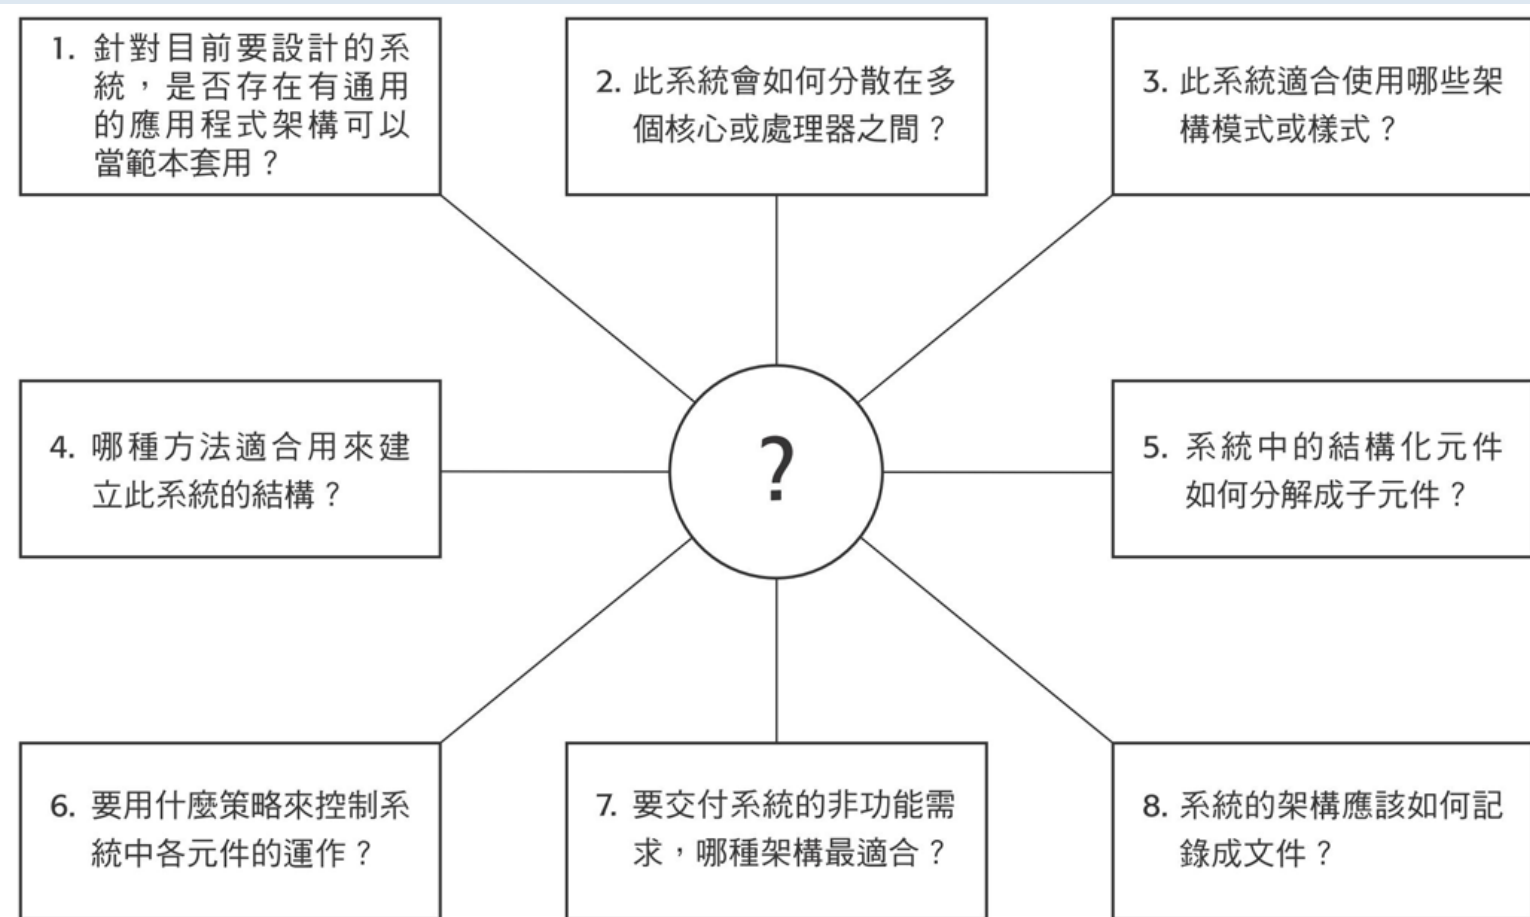 1. 針對目前要設計的系
統，是否存在有通用
的應用程式架構可以
當範本套用？
2. 此系統會如何分散在多
個核心或處理器之間？
3. 此系統適合使用哪些架
構模式或樣式？
4. 哪種方法適合用來建
立此系統的結構？
?
5. 系統中的結構化元件
如何分解成子元件？
6. 要用什麼策略來控制系
統中各元件的運作？
7. 要交付系統的非功能需
求，哪種架構最適合？
8. 系統的架構應該如何記
錄成文件？